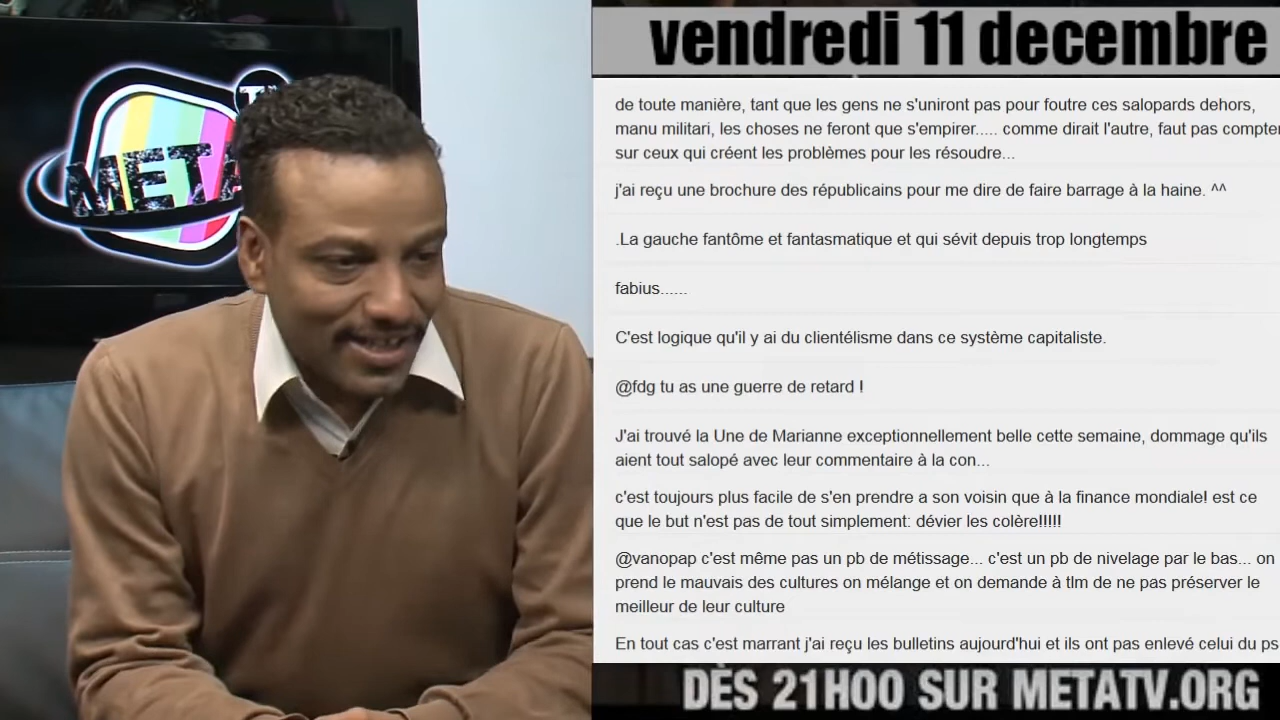 META
vendredi 11 decembre
de toute manière, tant que les gens ne s'uniront pas pour foutre ces salopards dehors,
manu militari, les choses ne feront que s'empirer..... comme dirait l'autre, faut pas compte
sur ceux qui créent les problèmes pour les résoudre...
j'ai reçu une brochure des républicains pour me dire de faire barrage à la haine. ^^
.La gauche fantôme et fantasmatique et qui sévit depuis trop longtemps
fabius......
C'est logique qu'il y ai du clientélisme dans ce système capitaliste.
@fdg tu as une guerre de retard !
J'ai trouvé la Une de Marianne exceptionnellement belle cette semaine, dommage qu'ils
aient tout salopé avec leur commentaire à la con...
c'est toujours plus facile de s'en prendre a son voisin que à la finance mondiale! est ce
que le but n'est pas de tout simplement: dévier les colère!!!!!
@vanopap c'est même pas un pb de métissage... c'est un pb de nivelage par le bas... on
prend le mauvais des cultures on mélange et on demande à tlm de ne pas préserver le
meilleur de leur culture
En tout cas c'est marrant j'ai reçu les bulletins aujourd'hui et ils ont pas enlevé celui du ps
DÈS 21H00 SUR METATV.ORG